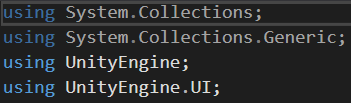 using System.Collections;
using System.Collections.Generic;
using UnityEngine;
using UnityEngine.UI;